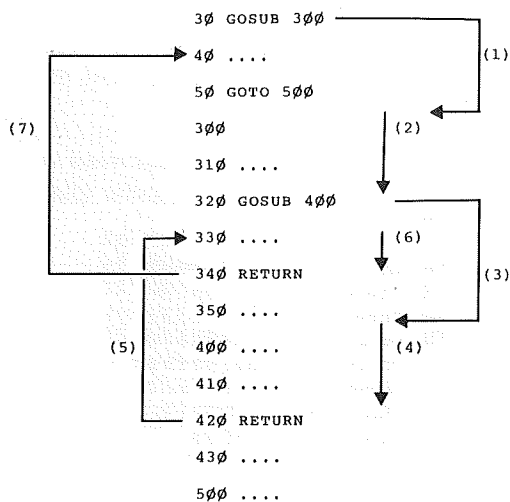 3Ø GOSUB 3ØØ
(1)
4Ø ....
5Ø GOTO 5ØØ
(7)
3ØØ
(2)
31Ø ....
32Ø GOSUB 4ØØ
33Ø ....
(6)
34Ø RETURN
(3)
35Ø ....
(5)
4ØØ ....
(4)
41Ø ....
42Ø RETURN
43Ø ....
5ØØ ....